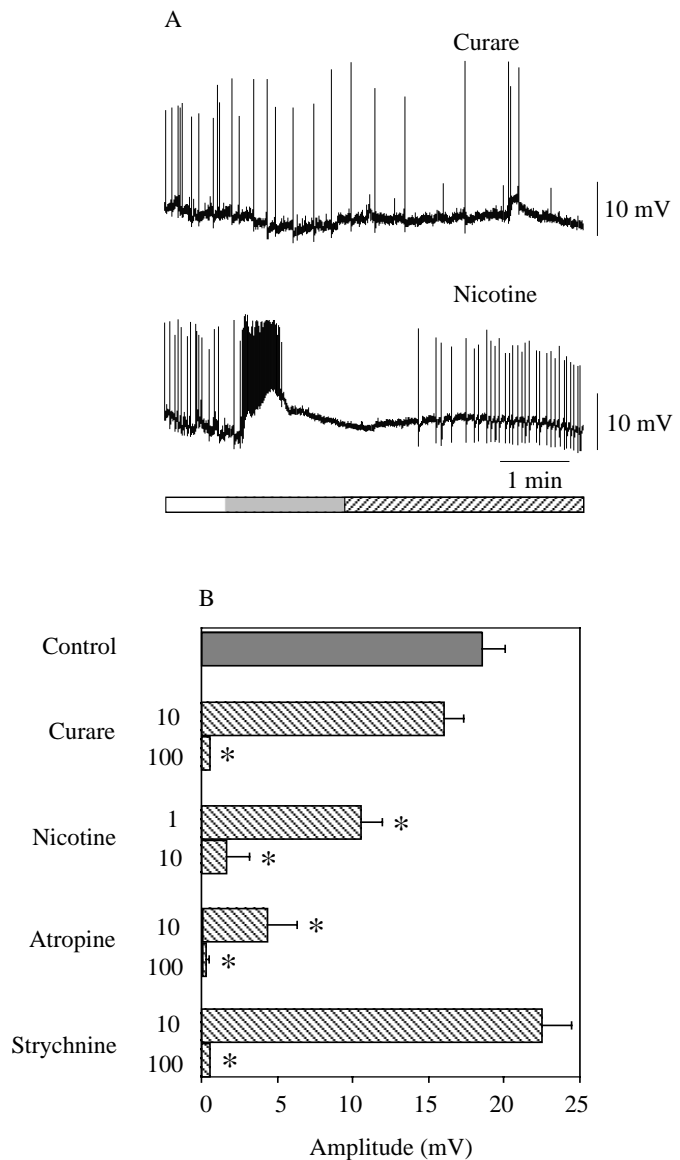 A
Curare
10 mV
Nicotine
10 mV
1 min
B
Control
Curare
10
100 *
Nicotine
1 *
10 *
Atropine
10 *
100 *
Strychnine
10
100 *
0 5 10 15 20 25
Amplitude (mV)